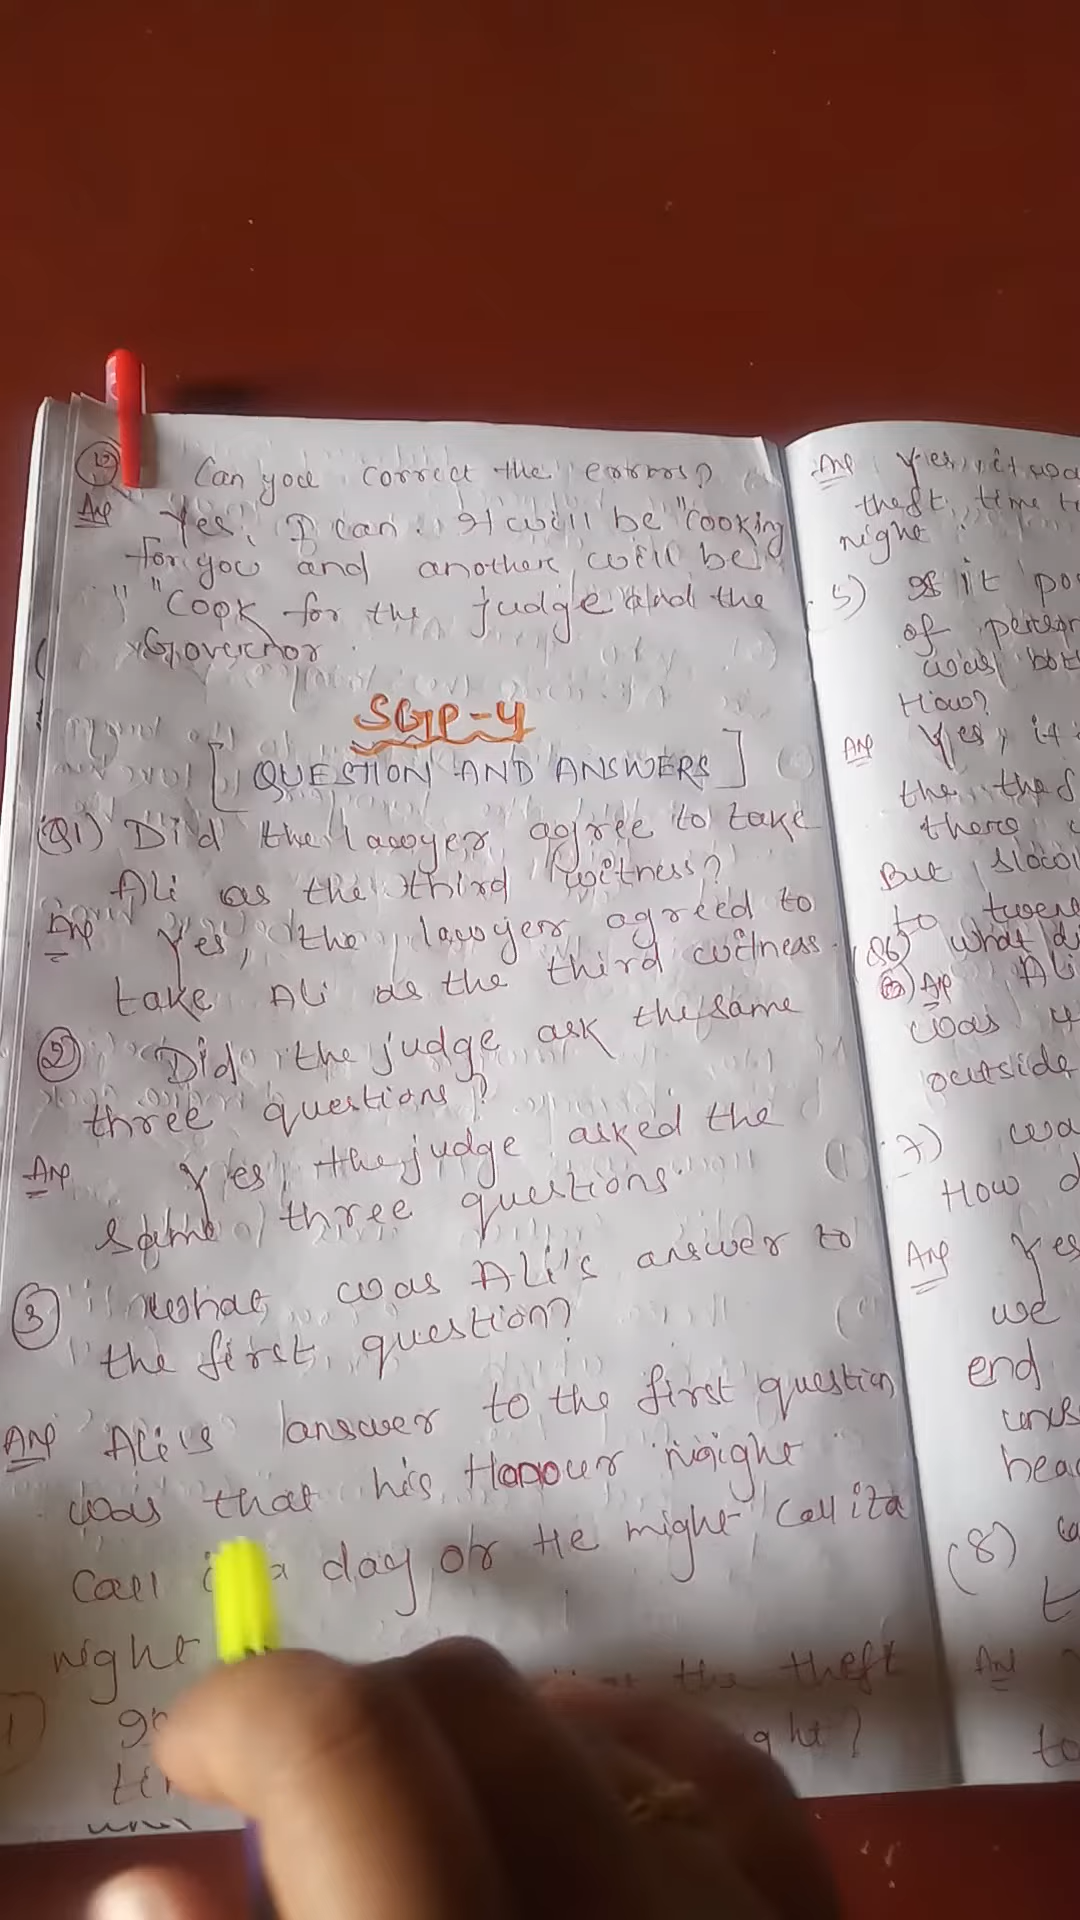 Can you correct the errors?
Ans Yes, I can. It will be "cooking
for you and another will be
" "Cook for the judge and the
Governor
SGP-4
[QUESTION AND ANSWERS]
(Q1) Did the lawyer agree to take
Ali as the third witness?
Ans Yes, the lawyer agreed to
take Ali as the third witness.
(2) Did the judge ask the same
three questions?
Ans Yes, the judge asked the
same three questions.
(3) What was Ali's answer to
the first question?
Ans Ali's answer to the first question
was that his Honour might
call it a day or He might call it a
night
the theft
ght?
Ans Yes, it
theft, time
night
5) Is it
of person
was
How?
Ans Yes, it
the
there
But
to
(Q6) what
Ans Ali
was
outside
7)
How
Ans Yes
we
end
(8)
Ans
to